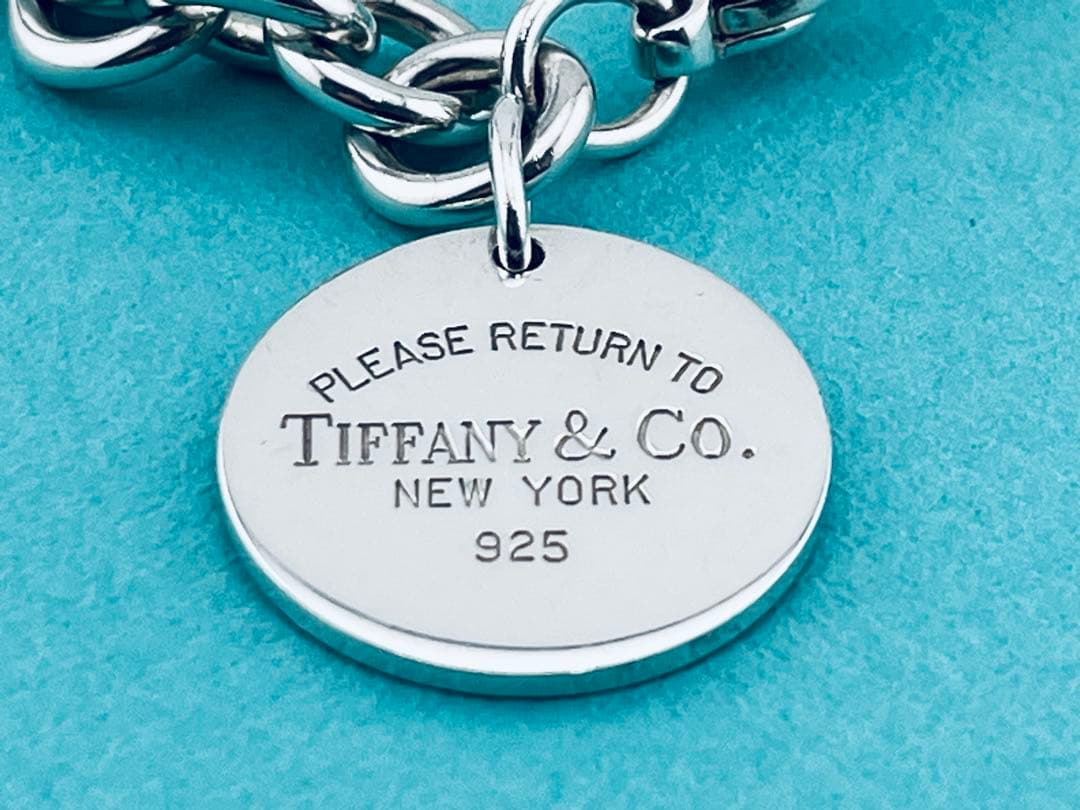 PLEASE RETURN TO
TIFFANY & CO.
NEW YORK
925